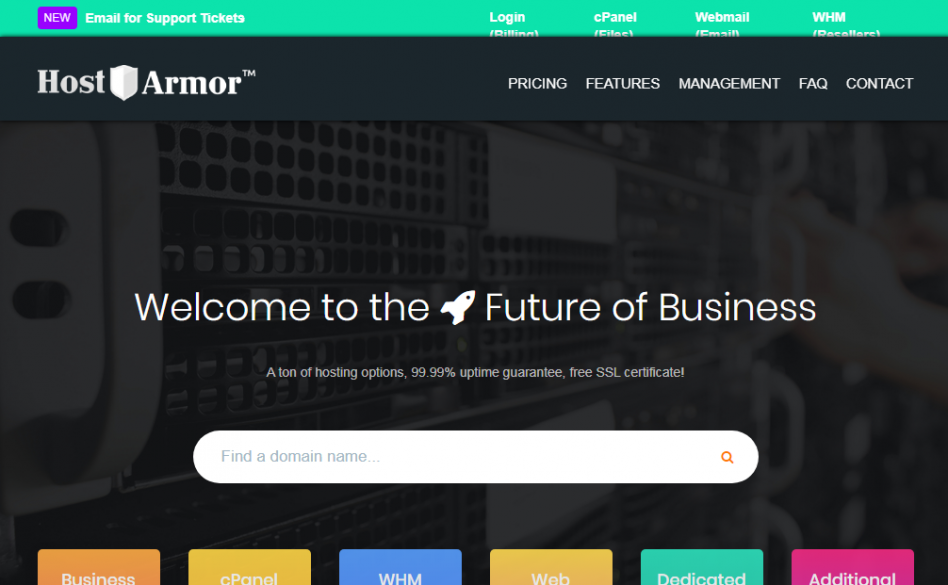 NEW Email for Support Tickets
Login cPanel Webmail WHM
(Billing) (Files) (Email) (Resellers)
Host Armor™
PRICING FEATURES MANAGEMENT FAQ CONTACT
Welcome to the Future of Business
A ton of hosting options, 99.99% uptime guarantee, free SSL certificate!
Find a domain name...
Business cPanel WHM Web Dedicated Additional